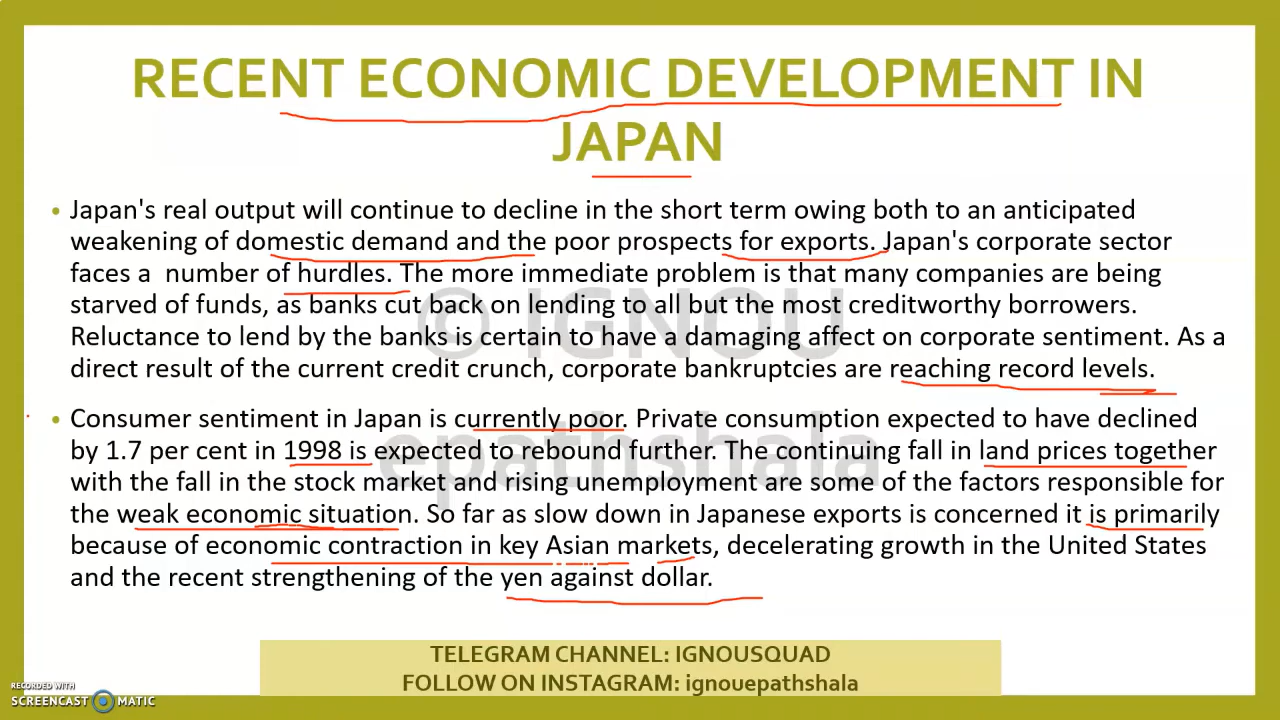 RECENT ECONOMIC DEVELOPMENT IN
JAPAN
• Japan's real output will continue to decline in the short term owing both to an anticipated
weakening of domestic demand and the poor prospects for exports. Japan's corporate sector
faces a number of hurdles. The more immediate problem is that many companies are being
starved of funds, as banks cut back on lending to all but the most creditworthy borrowers.
Reluctance to lend by the banks is certain to have a damaging affect on corporate sentiment. As a
direct result of the current credit crunch, corporate bankruptcies are reaching record levels.
• Consumer sentiment in Japan is currently poor. Private consumption expected to have declined
by 1.7 per cent in 1998 is expected to rebound further. The continuing fall in land prices together
with the fall in the stock market and rising unemployment are some of the factors responsible for
the weak economic situation. So far as slow down in Japanese exports is concerned it is primarily
because of economic contraction in key Asian markets, decelerating growth in the United States
and the recent strengthening of the yen against dollar.
© IGNOU
epathshala
TELEGRAM CHANNEL: IGNOUSQUAD
FOLLOW ON INSTAGRAM: ignouepathshala
RECORDED WITH
SCREENCAST MATIC